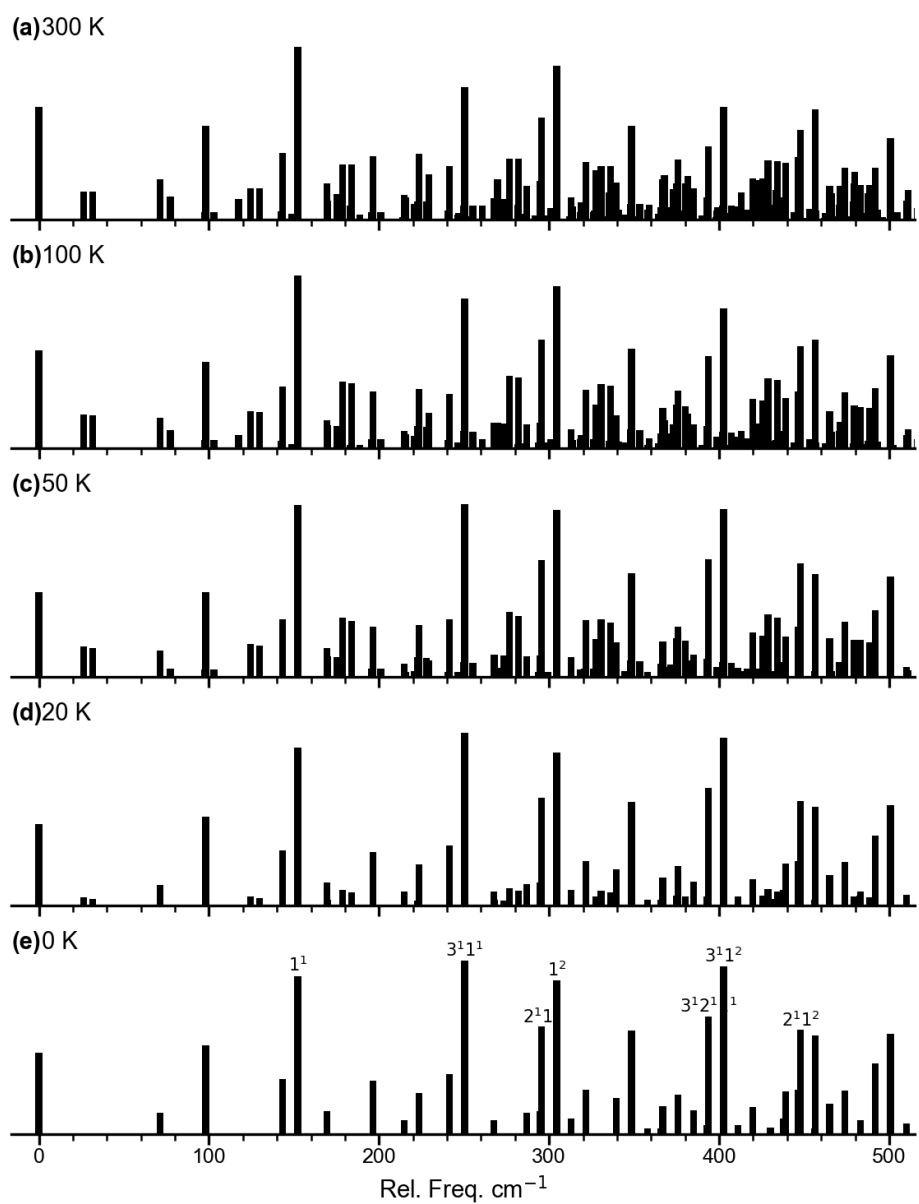 (a)300 K
(b)100 K
(c)50 K
(d)20 K
(e)0 K
1¹ 3¹1¹ 2¹1 1² 3¹2¹ ¹ 3¹1² 2¹1²
0 100 200 300 400 500
Rel. Freq. cm⁻¹